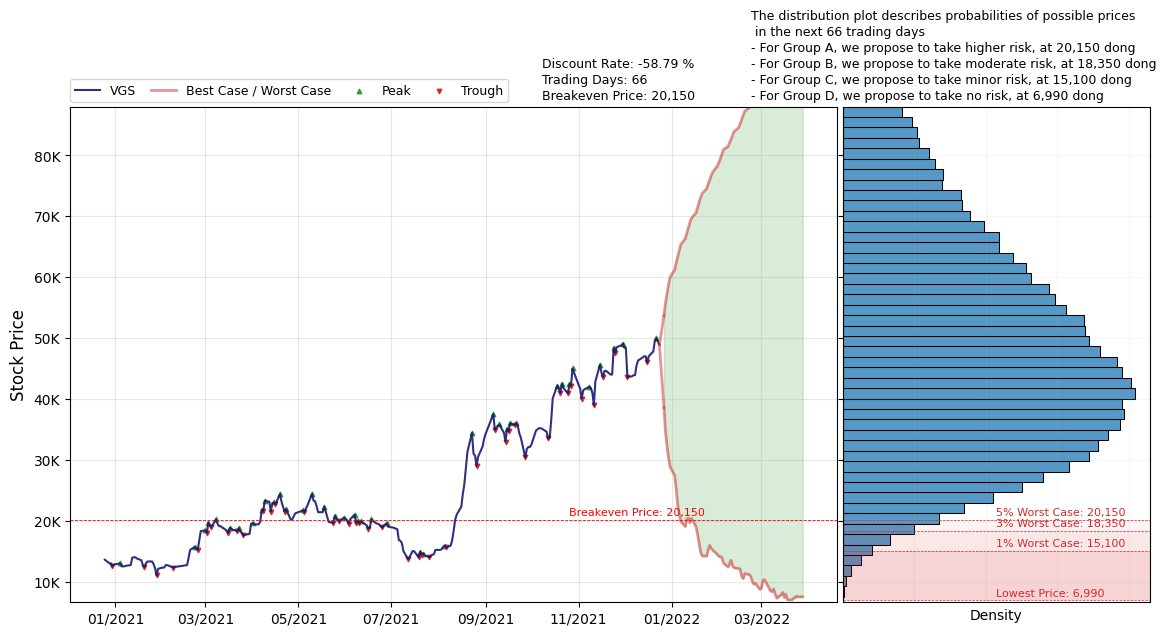 The distribution plot describes probabilities of possible prices
in the next 66 trading days
- For Group A, we propose to take higher risk, at 20,150 dong
- For Group B, we propose to take moderate risk, at 18,350 dong
- For Group C, we propose to take minor risk, at 15,100 dong
- For Group D, we propose to take no risk, at 6,990 dong
Discount Rate: -58.79 %
Trading Days: 66
Breakeven Price: 20,150
VGS
Best Case / Worst Case
Peak
Trough
Stock Price
80K
70K
60K
50K
40K
30K
20K
10K
Breakeven Price: 20,150
5% Worst Case: 20,150
3% Worst Case: 18,350
1% Worst Case: 15,100
Lowest Price: 6,990
01/2021
03/2021
05/2021
07/2021
09/2021
11/2021
01/2022
03/2022
Density